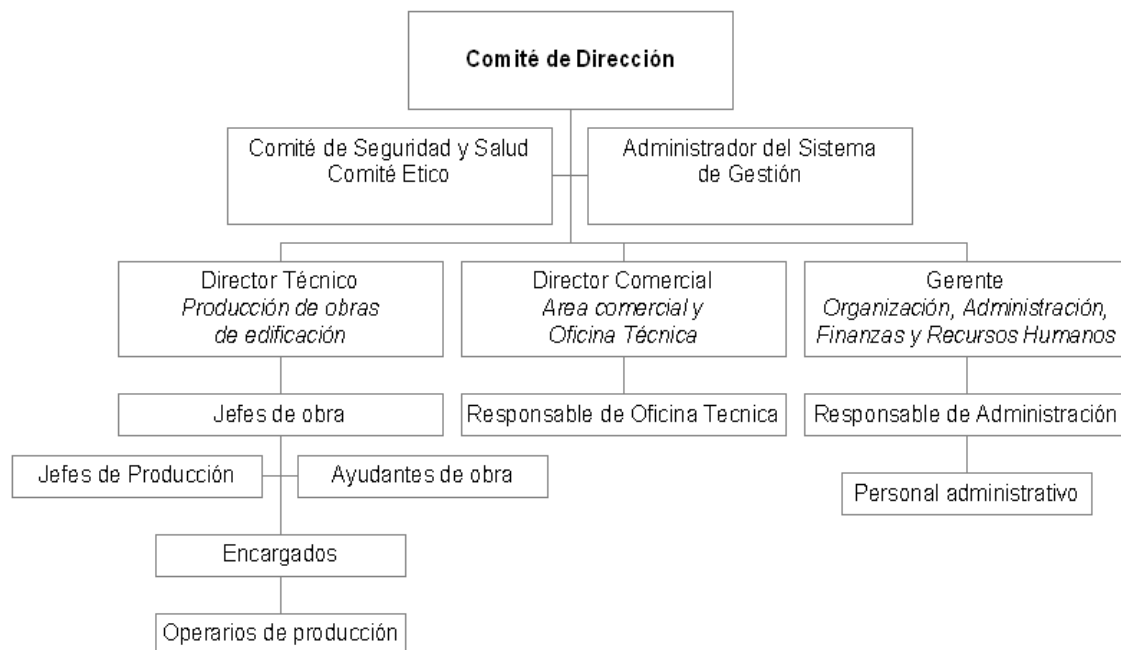 Comité de Dirección
Comité de Seguridad y Salud
Comité Etico
Administrador del Sistema
de Gestión
Director Técnico
Producción de obras
de edificación
Director Comercial
Area comercial y
Oficina Técnica
Gerente
Organización, Administración,
Finanzas y Recursos Humanos
Jefes de obra
Responsable de Oficina Tecnica
Responsable de Administración
Jefes de Producción
Ayudantes de obra
Personal administrativo
Encargados
Operarios de producción